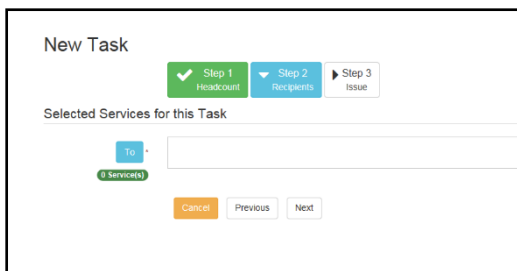 New Task
Step 1 Step 2 Step 3
Headcount Recipients Issue
Selected Services for this Task
To *
0 Service(s)
Cancel Previous Next